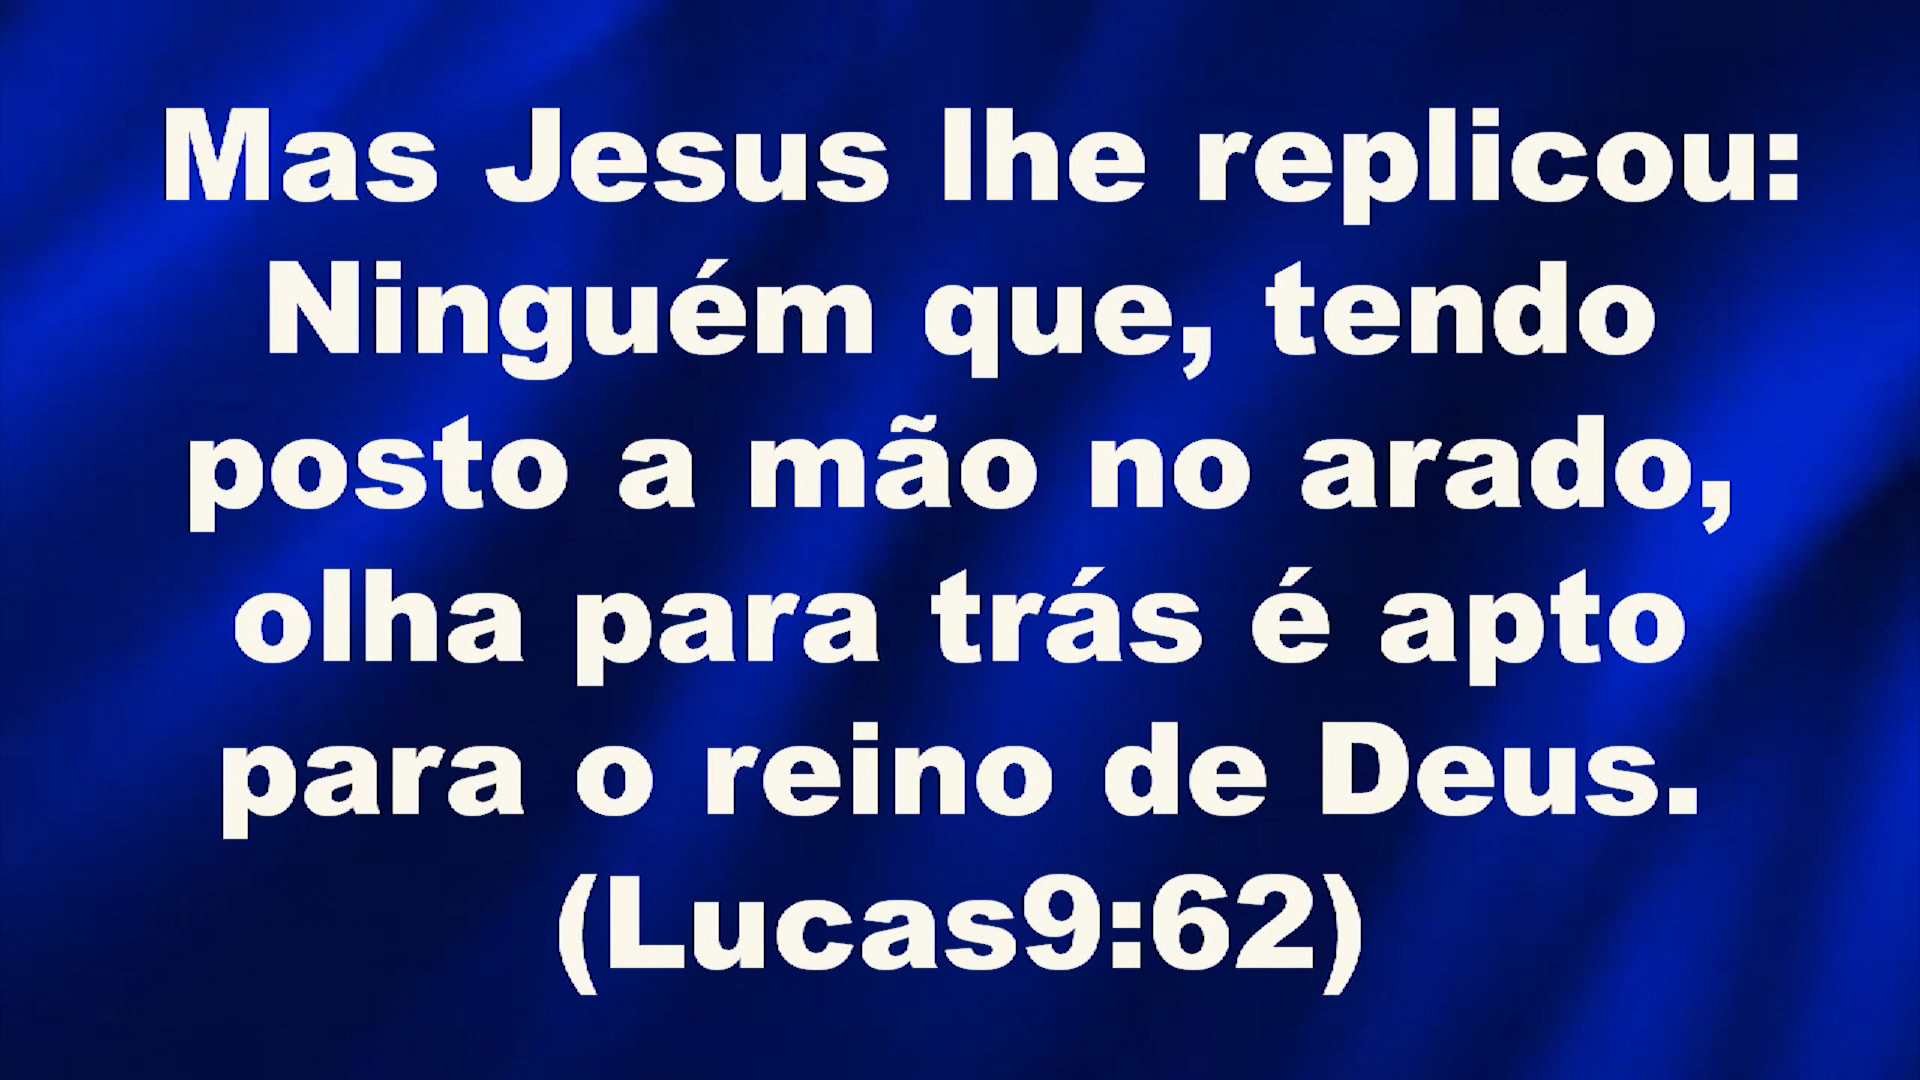 Mas Jesus lhe replicou:
Ninguém que, tendo
posto a mão no arado,
olha para trás é apto
para o reino de Deus.
(Lucas9:62)